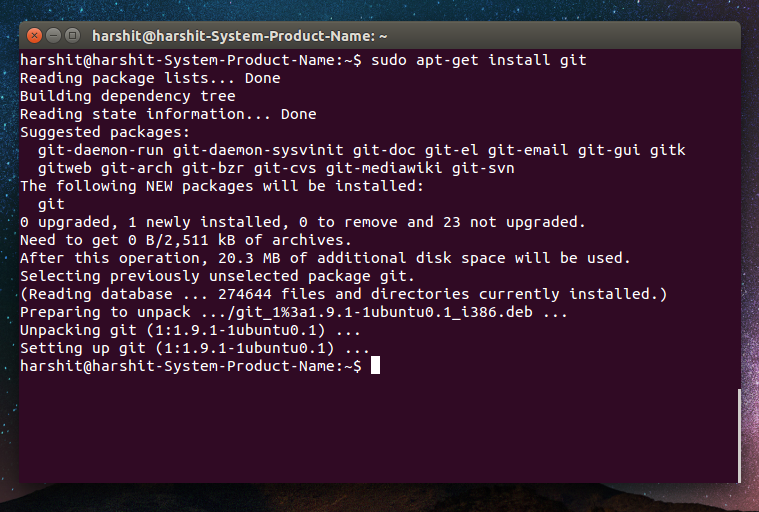 harshit@harshit-System-Product-Name: ~
harshit@harshit-System-Product-Name:~$ sudo apt-get install git
Reading package lists... Done
Building dependency tree
Reading state information... Done
Suggested packages:
  git-daemon-run git-daemon-sysvinit git-doc git-el git-email git-gui gitk
  gitweb git-arch git-bzr git-cvs git-mediawiki git-svn
The following NEW packages will be installed:
  git
0 upgraded, 1 newly installed, 0 to remove and 23 not upgraded.
Need to get 0 B/2,511 kB of archives.
After this operation, 20.3 MB of additional disk space will be used.
Selecting previously unselected package git.
(Reading database ... 274644 files and directories currently installed.)
Preparing to unpack .../git_1%3a1.9.1-1ubuntu0.1_i386.deb ...
Unpacking git (1:1.9.1-1ubuntu0.1) ...
Setting up git (1:1.9.1-1ubuntu0.1) ...
harshit@harshit-System-Product-Name:~$